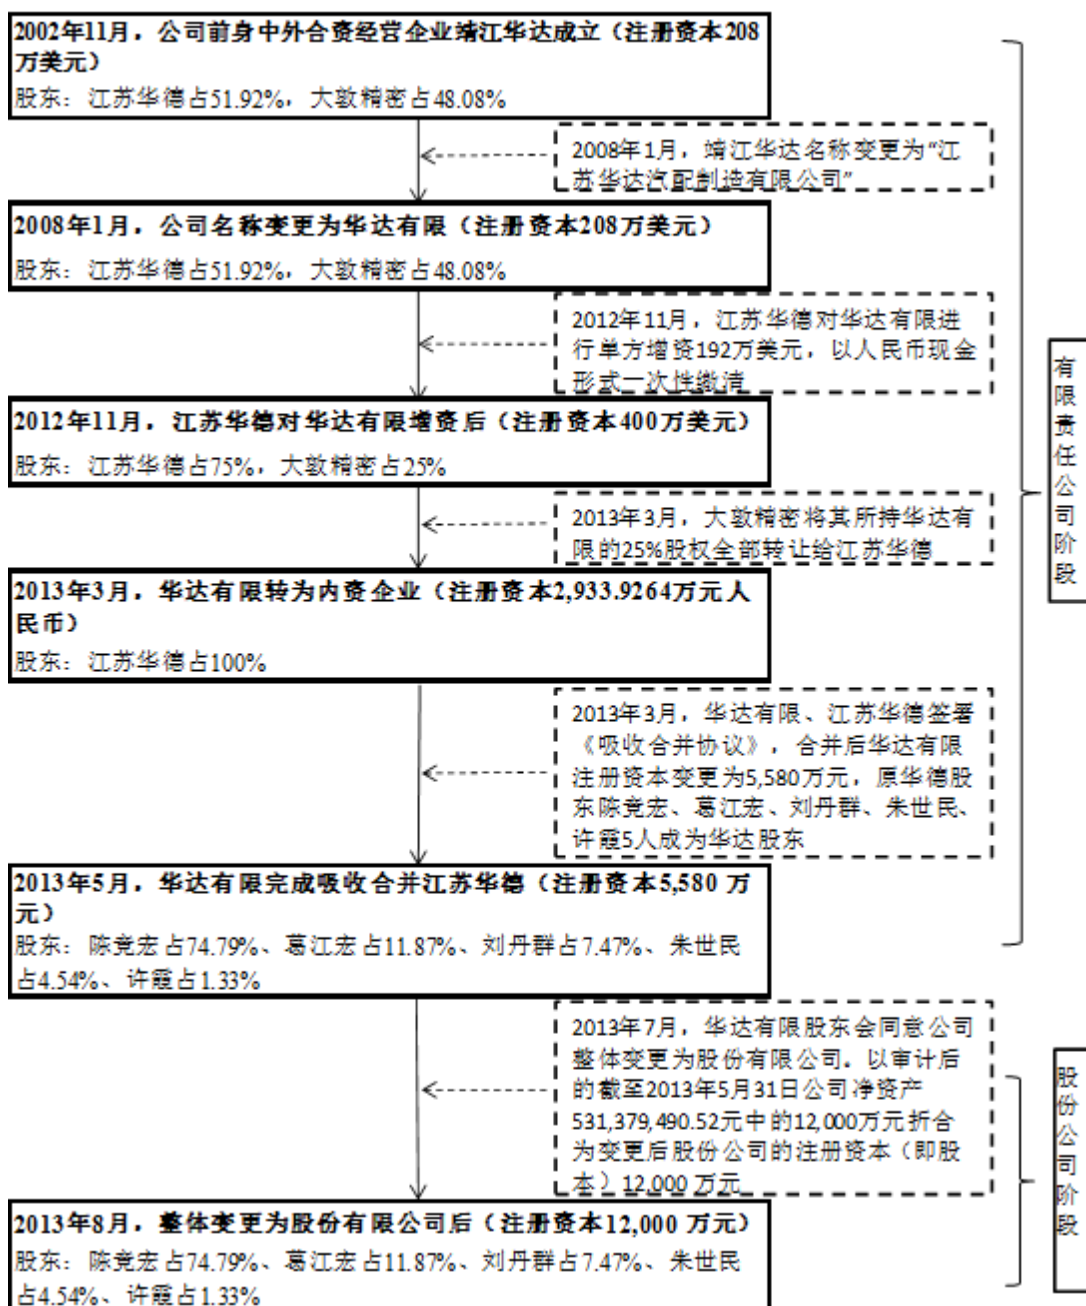 2002年11月，公司前身中外合资经营企业靖江华达成立（注册资本208
万美元）
股东：江苏华德占51.92%，大敦精密占48.08%
2008年1月，靖江华达名称变更为“江
苏华达汽配制造有限公司”
2008年1月，公司名称变更为华达有限（注册资本208万美元）
股东：江苏华德占51.92%，大敦精密占48.08%
2012年11月，江苏华德对华达有限进
行单方增资192万美元，以人民币现金
形式一次性缴清
2012年11月，江苏华德对华达有限增资后（注册资本400万美元）
股东：江苏华德占75%，大敦精密占25%
2013年3月，大敦精密将其所持华达有
限的25%股权全部转让给江苏华德
2013年3月，华达有限转为内资企业（注册资本2,933.9264万元人
民币）
股东：江苏华德占100%
2013年3月，华达有限、江苏华德签署
《吸收合并协议》，合并后华达有限
注册资本变更为5,580万元，原华德股
东陈竞宏、葛江宏、刘丹群、朱世民、
许霞5人成为华达股东
2013年5月，华达有限完成吸收合并江苏华德（注册资本5,580 万
元）
股东：陈竞宏占74.79%、葛江宏占11.87%、刘丹群占7.47%、朱世民
占4.54%、许霞占1.33%
有限责任公司阶段
2013年7月，华达有限股东会同意公司
整体变更为股份有限公司。以审计后
的截至2013年5月31日公司净资产
531,379,490.52元中的12,000万元折合
为变更后股份公司的注册资本（即股
本）12,000 万元
2013年8月，整体变更为股份有限公司后（注册资本12,000 万元）
股东：陈竞宏占74.79%、葛江宏占11.87%、刘丹群占7.47%、朱世民
占4.54%、许霞占1.33%
股份公司阶段